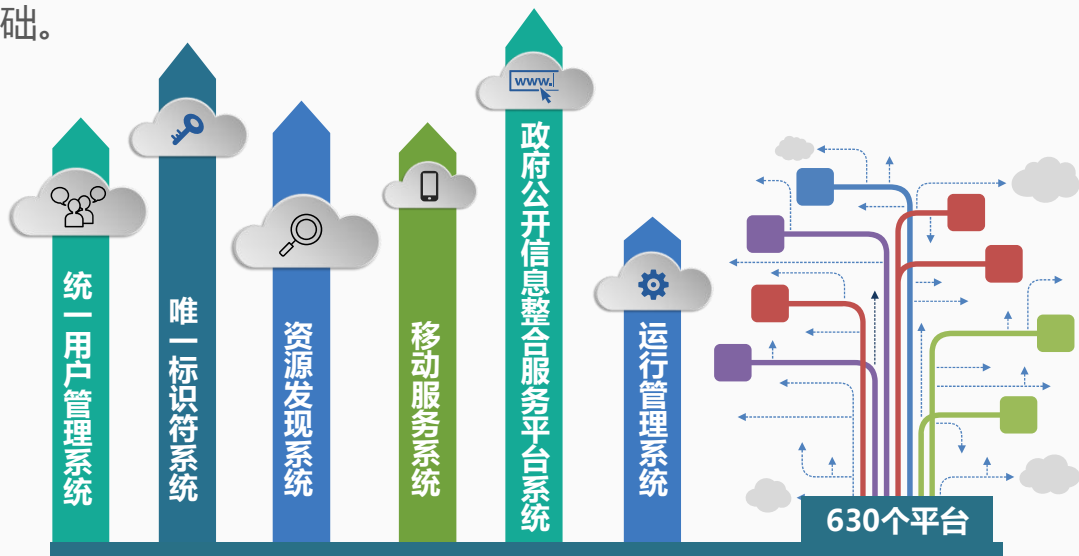 础。
www.
统一用户管理系统
唯一标识符系统
资源发现系统
移动服务系统
政府公开信息整合服务平台系统
运行管理系统
630个平台